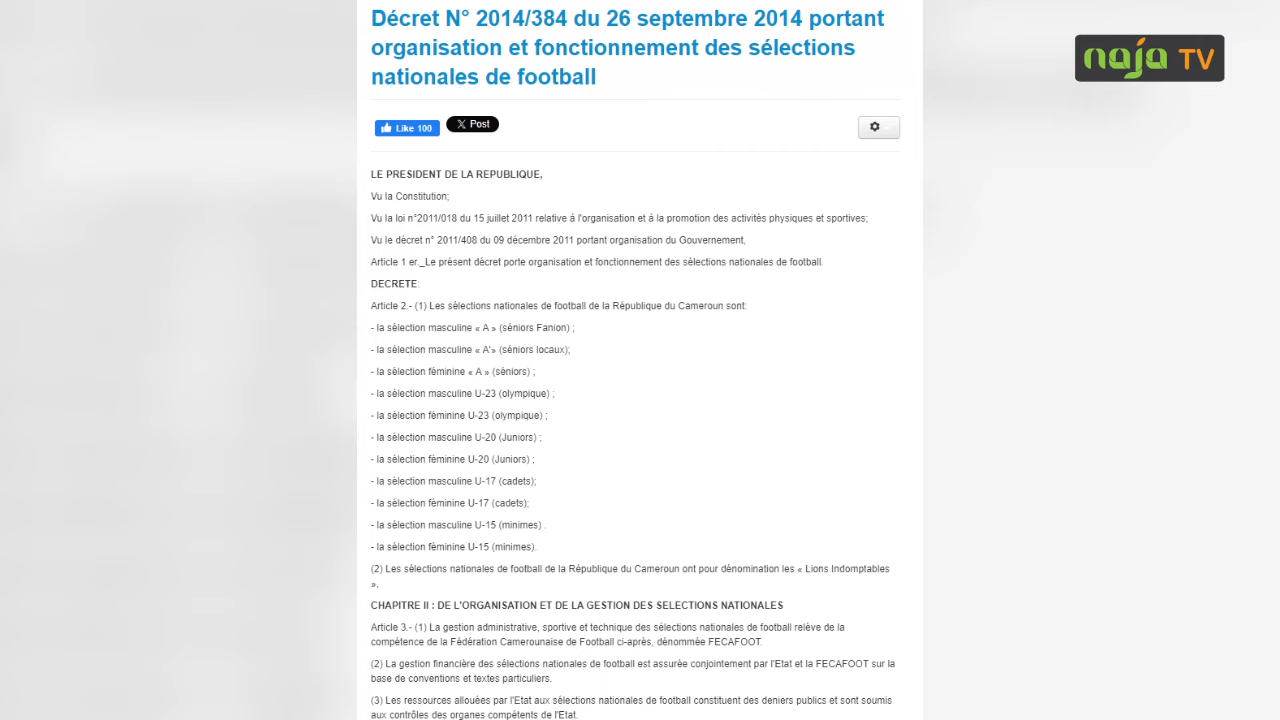 Décret N° 2014/384 du 26 septembre 2014 portant
organisation et fonctionnement des sélections
nationales de football
naja TV
Like 100
X Post
LE PRESIDENT DE LA REPUBLIQUE,
Vu la Constitution;
Vu la loi n°2011/018 du 15 juillet 2011 relative á l'organisation et á la promotion des activités physiques et sportives;
Vu le décret n° 2011/408 du 09 décembre 2011 portant organisation du Gouvernement,
Article 1 er._Le présent décret porte organisation et fonctionnement des sélections nationales de football.
DECRETE:
Article 2.- (1) Les sélections nationales de football de la République du Cameroun sont:
- la sélection masculine « A » (séniors Fanion) ;
- la sélection masculine « A'» (séniors locaux);
- la sélection féminine « A » (séniors) ;
- la sélection masculine U-23 (olympique) ;
- la sélection féminine U-23 (olympique) ;
- la sélection masculine U-20 (Juniors) ;
- la sélection féminine U-20 (Juniors) ;
- la sélection masculine U-17 (cadets);
- la sélection féminine U-17 (cadets);
- la sélection masculine U-15 (minimes) .
- la sélection féminine U-15 (minimes).
(2) Les sélections nationales de football de la République du Cameroun ont pour dénomination les « Lions Indomptables
».
CHAPITRE II : DE L'ORGANISATION ET DE LA GESTION DES SELECTIONS NATIONALES
Article 3.- (1) La gestion administrative, sportive et technique des sélections nationales de football relève de la
compétence de la Fédération Camerounaise de Football ci-après, dénommée FECAFOOT.
(2) La gestion financière des sélections nationales de football est assurée conjointement par l'Etat et la FECAFOOT sur la
base de conventions et textes particuliers.
(3) Les ressources allouées par l'Etat aux sélections nationales de football constituent des deniers publics et sont soumis
aux contrôles des organes compétents de l'Etat.